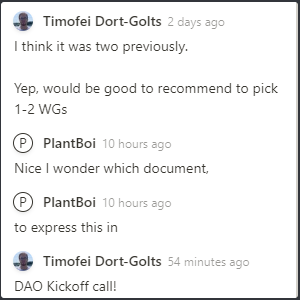 Timofei Dort-Golts 2 days ago
I think it was two previously.
Yep, would be good to recommend to pick
1-2 WGs
P PlantBoi 10 hours ago
Nice I wonder which document,
P PlantBoi 10 hours ago
to express this in
Timofei Dort-Golts 54 minutes ago
DAO Kickoff call!